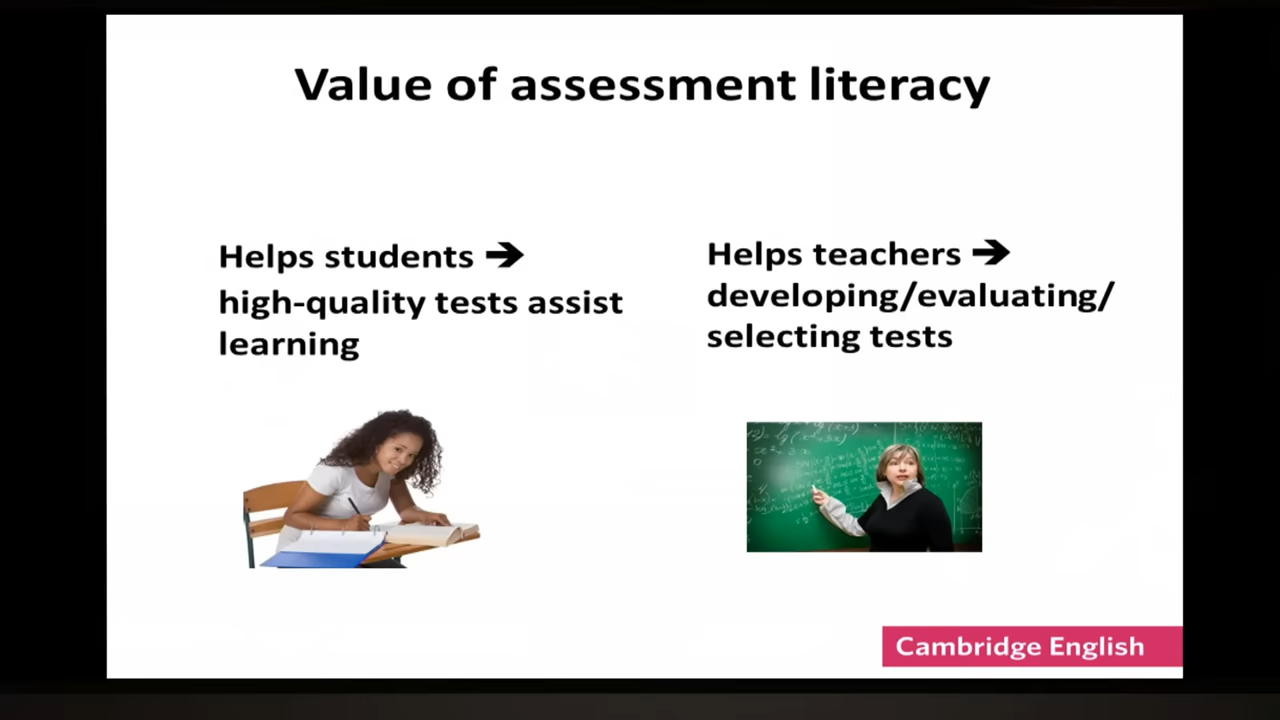 Value of assessment literacy
Helps students ➔
high-quality tests assist
learning
Helps teachers ➔
developing/evaluating/
selecting tests
Cambridge English